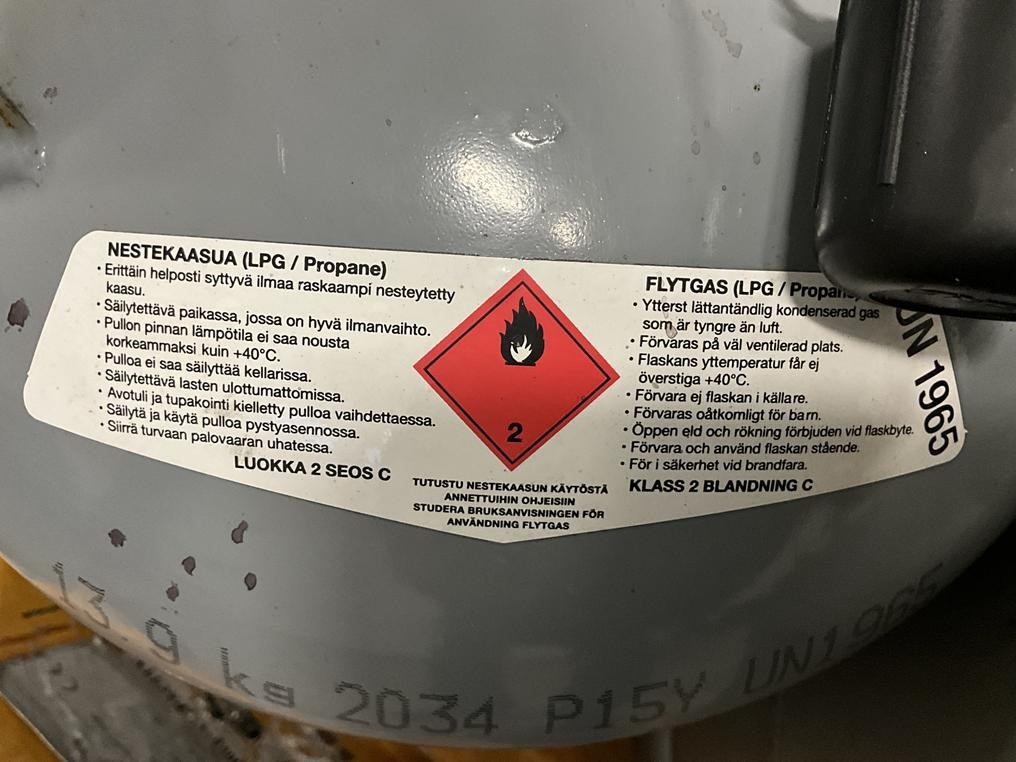 NESTEKAASUA (LPG / Propane)
• Erittäin helposti syttyvä ilmaa raskaampi nesteytetty
kaasu.
• Säilytettävä paikassa, jossa on hyvä ilmanvaihto.
• Pullon pinnan lämpötila ei saa nousta
korkeammaksi kuin +40°C.
• Pulloa ei saa säilyttää kellarissa.
• Säilytettävä lasten ulottumattomissa.
• Avotuli ja tupakointi kielletty pulloa vaihdettaessa.
• Säilytä ja käytä pulloa pystyasennossa.
• Siirrä turvaan palovaaran uhatessa.
LUOKKA 2 SEOS C
2
TUTUSTU NESTEKAASUN KÄYTÖSTÄ
ANNETTUIHIN OHJEISIIN
STUDERA BRUKSANVISNINGEN FÖR
ANVÄNDNING FLYTGAS
FLYTGAS (LPG / Propan
• Ytterst lättantändlig kondenserad gas
som är tyngre än luft.
• Förvaras på väl ventilerad plats.
• Flaskans yttemperatur får ej
överstiga +40°C.
• Förvara ej flaskan i källare.
• Förvaras oåtkomligt för barn.
• Öppen eld och rökning förbjuden vid flaskbyte.
• Förvara och använd flaskan stående.
• För i säkerhet vid brandfara.
KLASS 2 BLANDNING C
UN 1965
13.9 kg 2034 P15Y UN1965